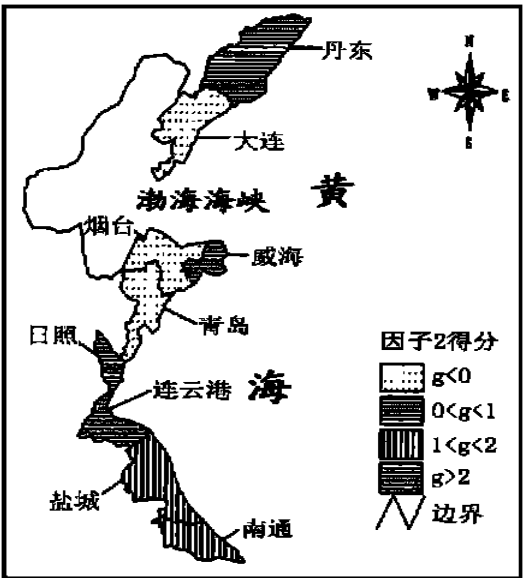 丹东
N
W E
S
大连
渤海海峡 黄
烟台
威海
青岛
日照
因子2得分
g<0
连云港 海
0<g<1
1<g<2
盐城
g>2
南通
边界